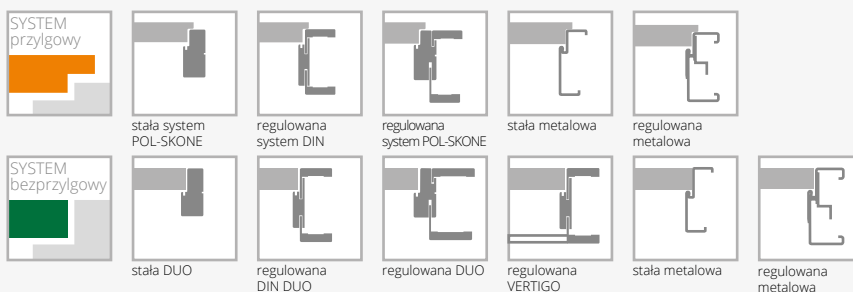 SYSTEM
przylgowy
stała system
POL-SKONE
regulowana
system DIN
regulowana
system POL-SKONE
stała metalowa
regulowana
metalowa
SYSTEM
bezprzylgowy
stała DUO
regulowana
DIN DUO
regulowana DUO
regulowana
VERTIGO
stała metalowa
regulowana
metalowa